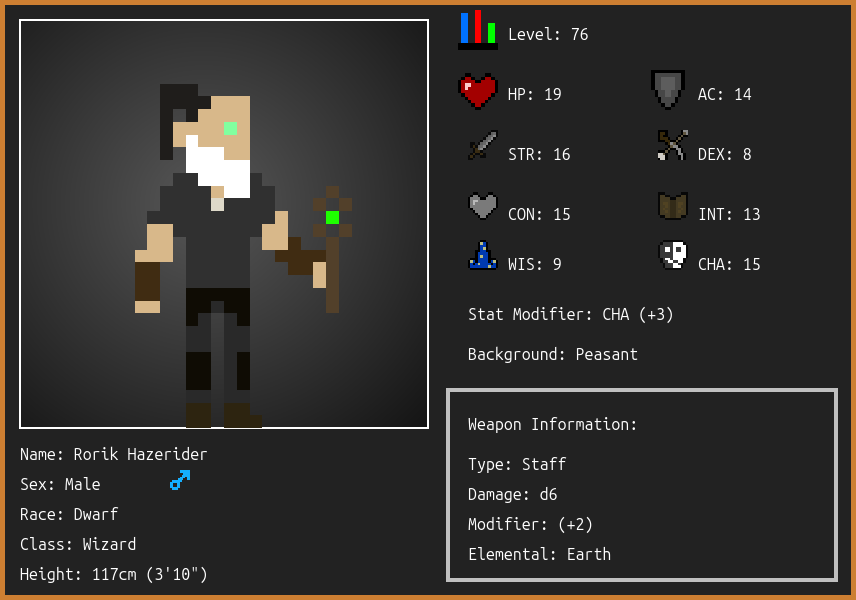 Level: 76
HP: 19
AC: 14
STR: 16
DEX: 8
CON: 15
INT: 13
WIS: 9
CHA: 15
Stat Modifier: CHA (+3)
Background: Peasant
Weapon Information:
Type: Staff
Damage: d6
Modifier: (+2)
Elemental: Earth
Name: Rorik Hazerider
Sex: Male
Race: Dwarf
Class: Wizard
Height: 117cm (3'10")